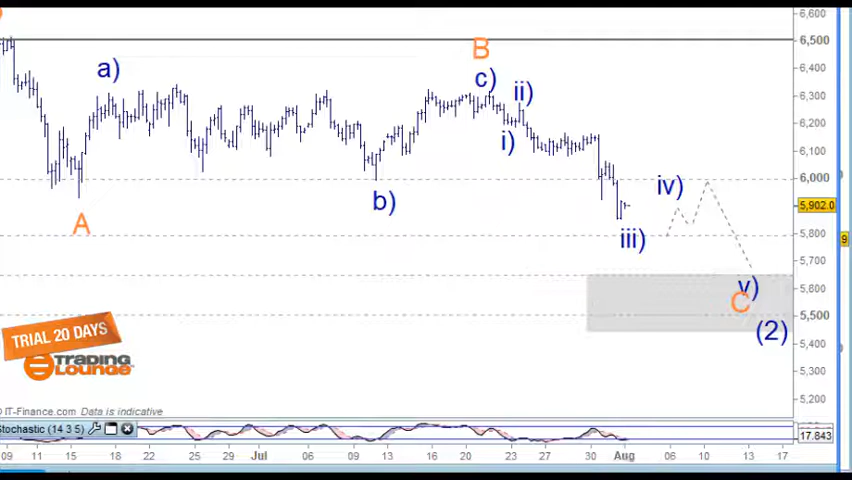 6,600
6,500
6,400
6,300
6,200
6,100
6,000
5,902.0
5,800
5,700
5,600
5,500
5,400
5,300
5,200
a)
B
c)
ii)
i)
b)
A
iv)
iii)
v)
C
(2)
9
TRIAL 20 DAYS
TRADING
LOUNGE
© IT-Finance.com Data is indicative
Stochastic (14 3 5)
100
17.843
09 11 15 18 22 25 Jul 06 09 13 16 20 23 27 30 Aug 06 10 13 17